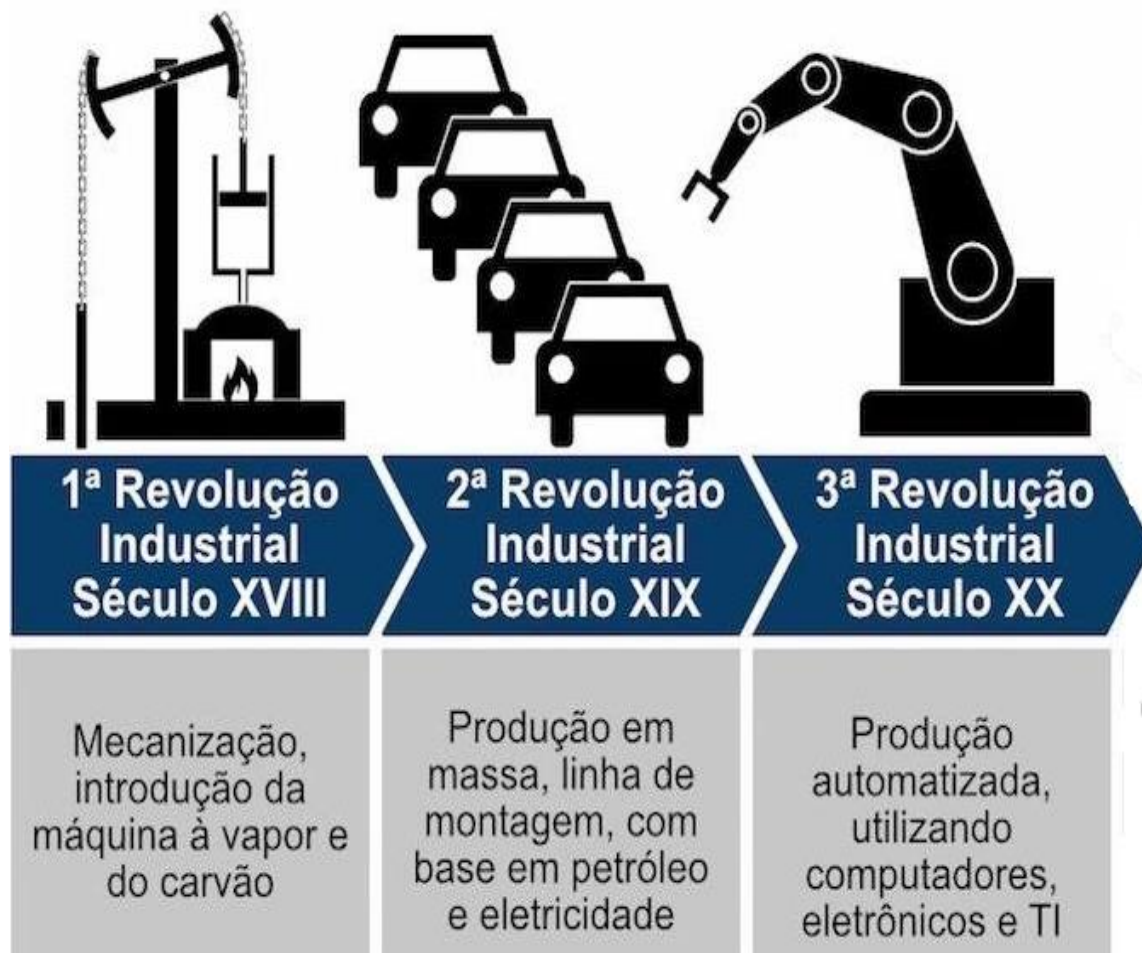 1ª Revolução
Industrial
Século XVIII
2ª Revolução
Industrial
Século XIX
3ª Revolução
Industrial
Século XX
Mecanização,
introdução da
máquina à vapor e
do carvão
Produção em
massa, linha de
montagem, com
base em petróleo
e eletricidade
Produção
automatizada,
utilizando
computadores,
eletrônicos e TI